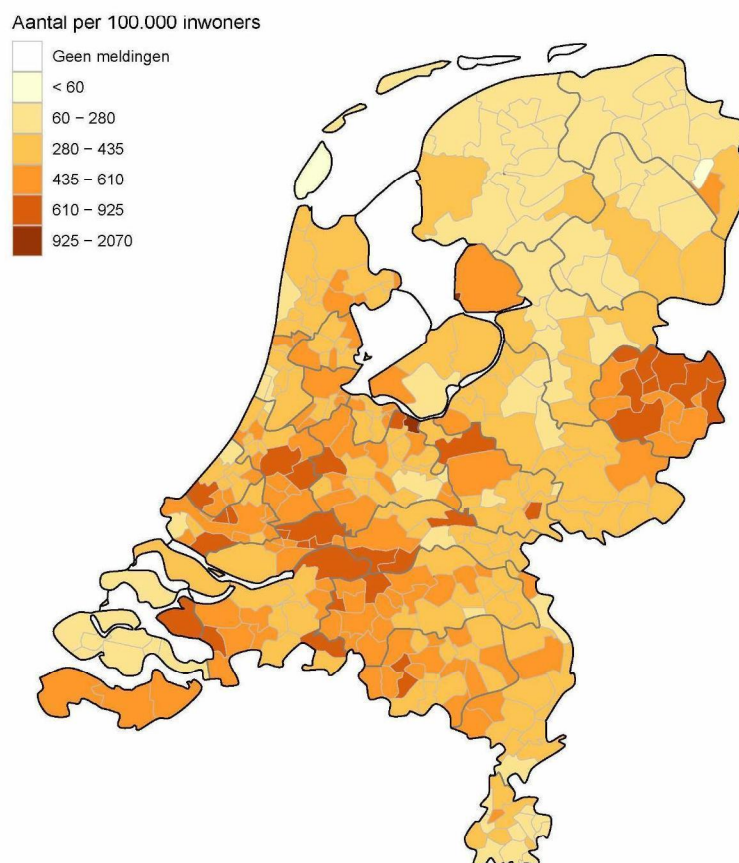 Aantal per 100.000 inwoners
Geen meldingen
< 60
60 – 280
280 – 435
435 – 610
610 – 925
925 – 2070